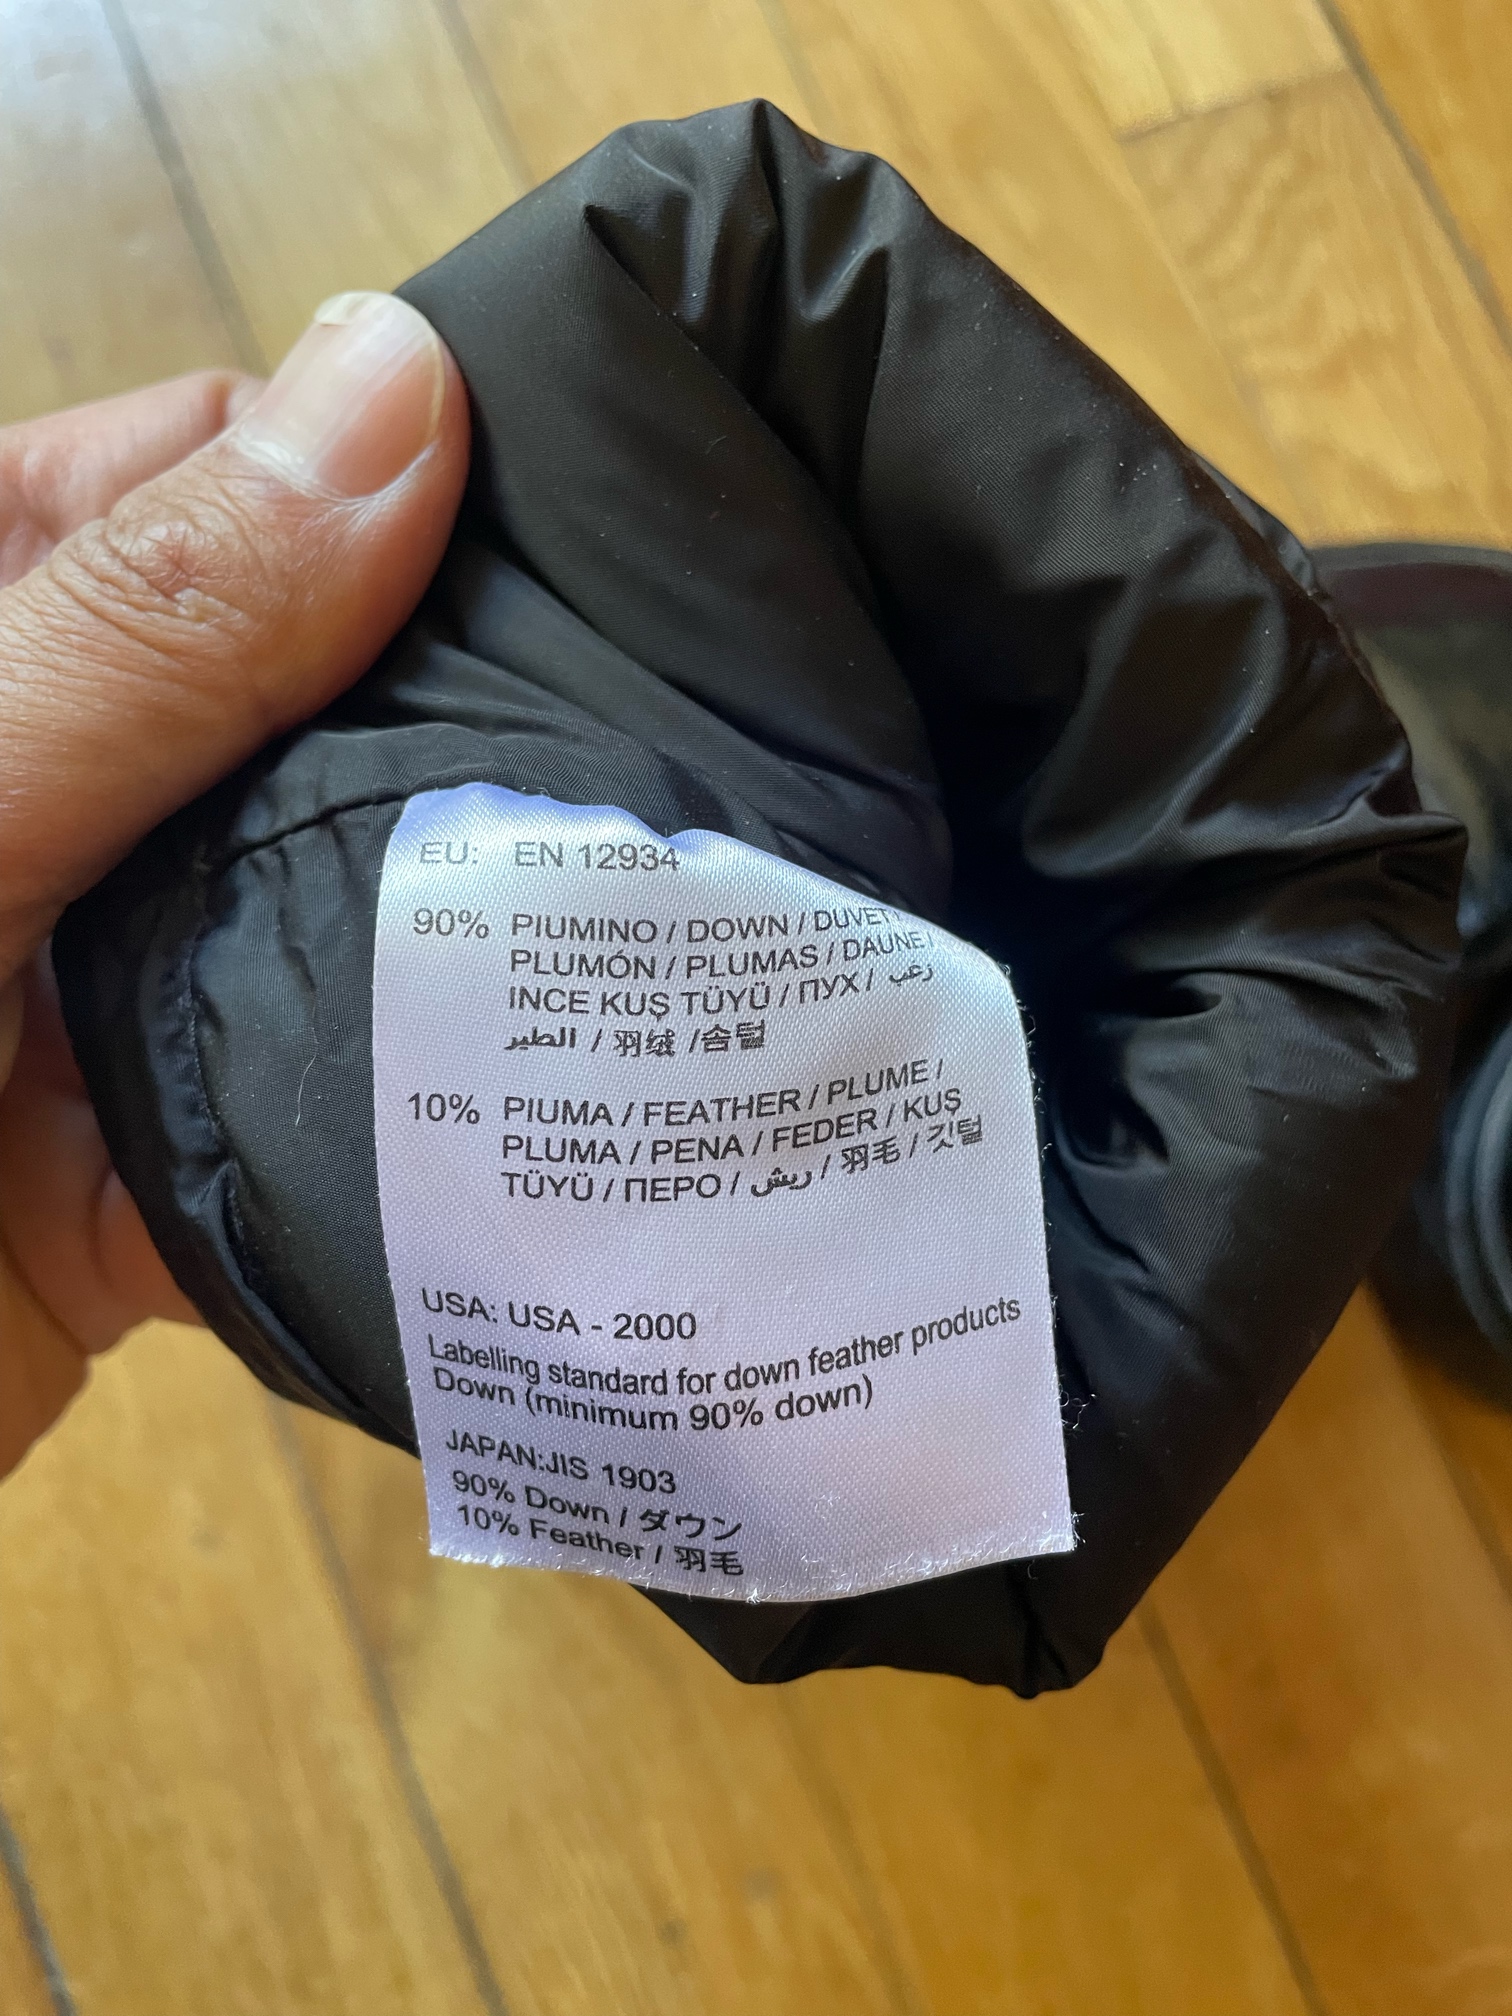 EU: EN 12934
90% PIUMINO / DOWN / DUVET
PLUMÓN / PLUMAS / DAUNE
INCE KUŞ TÜYÜ / ПУХ / زغب
الطير / 羽绒 /솜털
10% PIUMA / FEATHER / PLUME /
PLUMA / PENA / FEDER / KUŞ
TÜYÜ / ПЕРО / ريش / 羽毛 / 깃털
USA: USA - 2000
Labelling standard for down feather products
Down (minimum 90% down)
JAPAN:JIS 1903
90% Down / ダウン
10% Feather / 羽毛